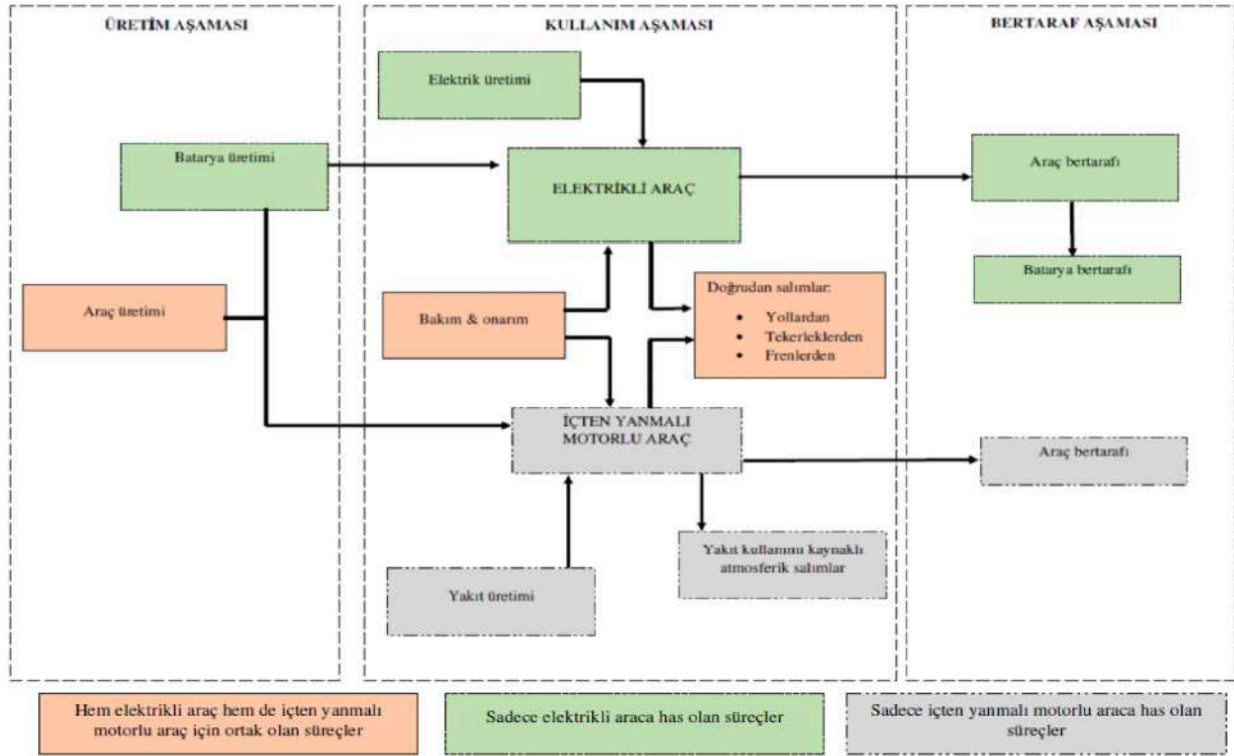 ÜRETİM AŞAMASI
KULLANIM AŞAMASI
BERTARAF AŞAMASI
Elektrik üretimi
Batarya üretimi
ELEKTRİKLİ ARAÇ
Araç bertarafı
Batarya bertarafı
Araç üretimi
Bakım & onarım
Doğrudan salımlar:
• Yollardan
• Tekerleklerden
• Frenlerden
İÇTEN YANMALI
MOTORLU ARAÇ
Araç bertarafı
Yakıt kullanımı kaynaklı
atmosferik salımlar
Yakıt üretimi
Hem elektrikli araç hem de içten yanmalı
motorlu araç için ortak olan süreçler
Sadece elektrikli araca has olan süreçler
Sadece içten yanmalı motorlu araca has olan
süreçler